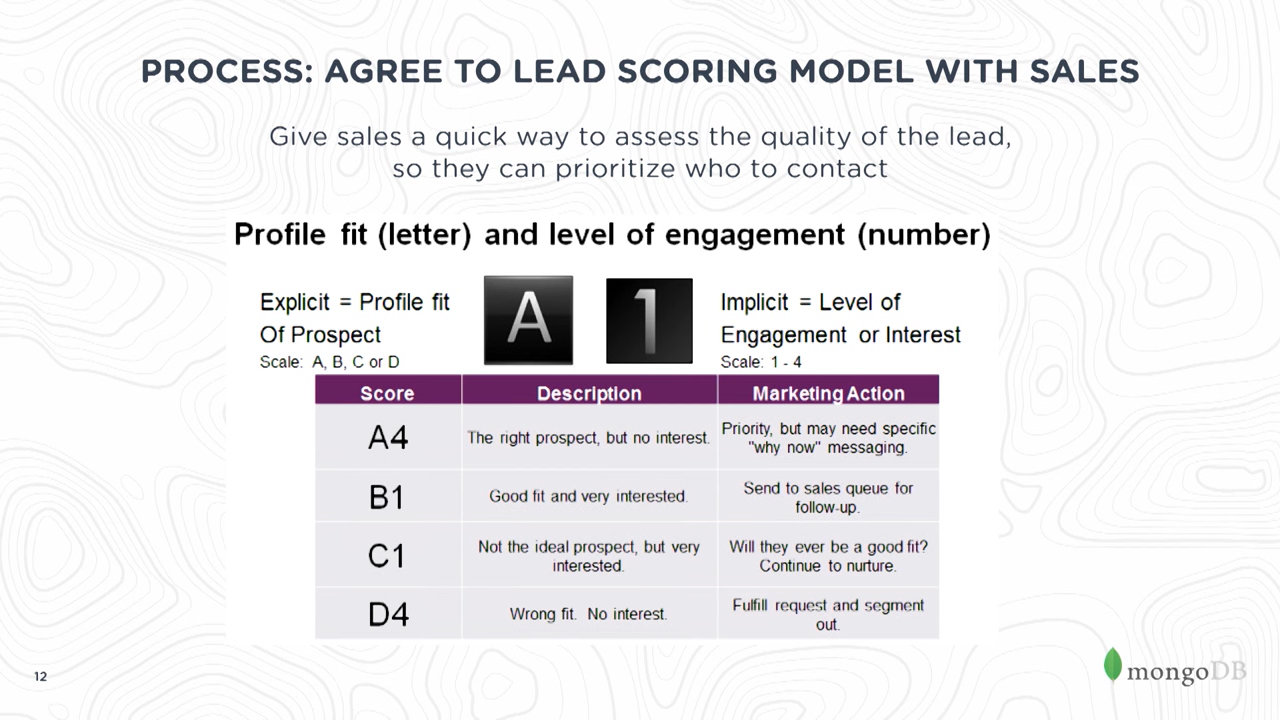 PROCESS: AGREE TO LEAD SCORING MODEL WITH SALES
Give sales a quick way to assess the quality of the lead,
so they can prioritize who to contact
Profile fit (letter) and level of engagement (number)
Explicit = Profile fit
Of Prospect
Scale: A, B, C or D
A
1
Implicit = Level of
Engagement or Interest
Scale: 1 - 4
Score Description Marketing Action
A4
The right prospect, but no interest.
Priority, but may need specific
"why now" messaging.
B1
Good fit and very interested.
Send to sales queue for
follow-up.
C1
Not the ideal prospect, but very
interested.
Will they ever be a good fit?
Continue to nurture.
D4
Wrong fit. No interest.
Fulfill request and segment
out.
12
mongoDB